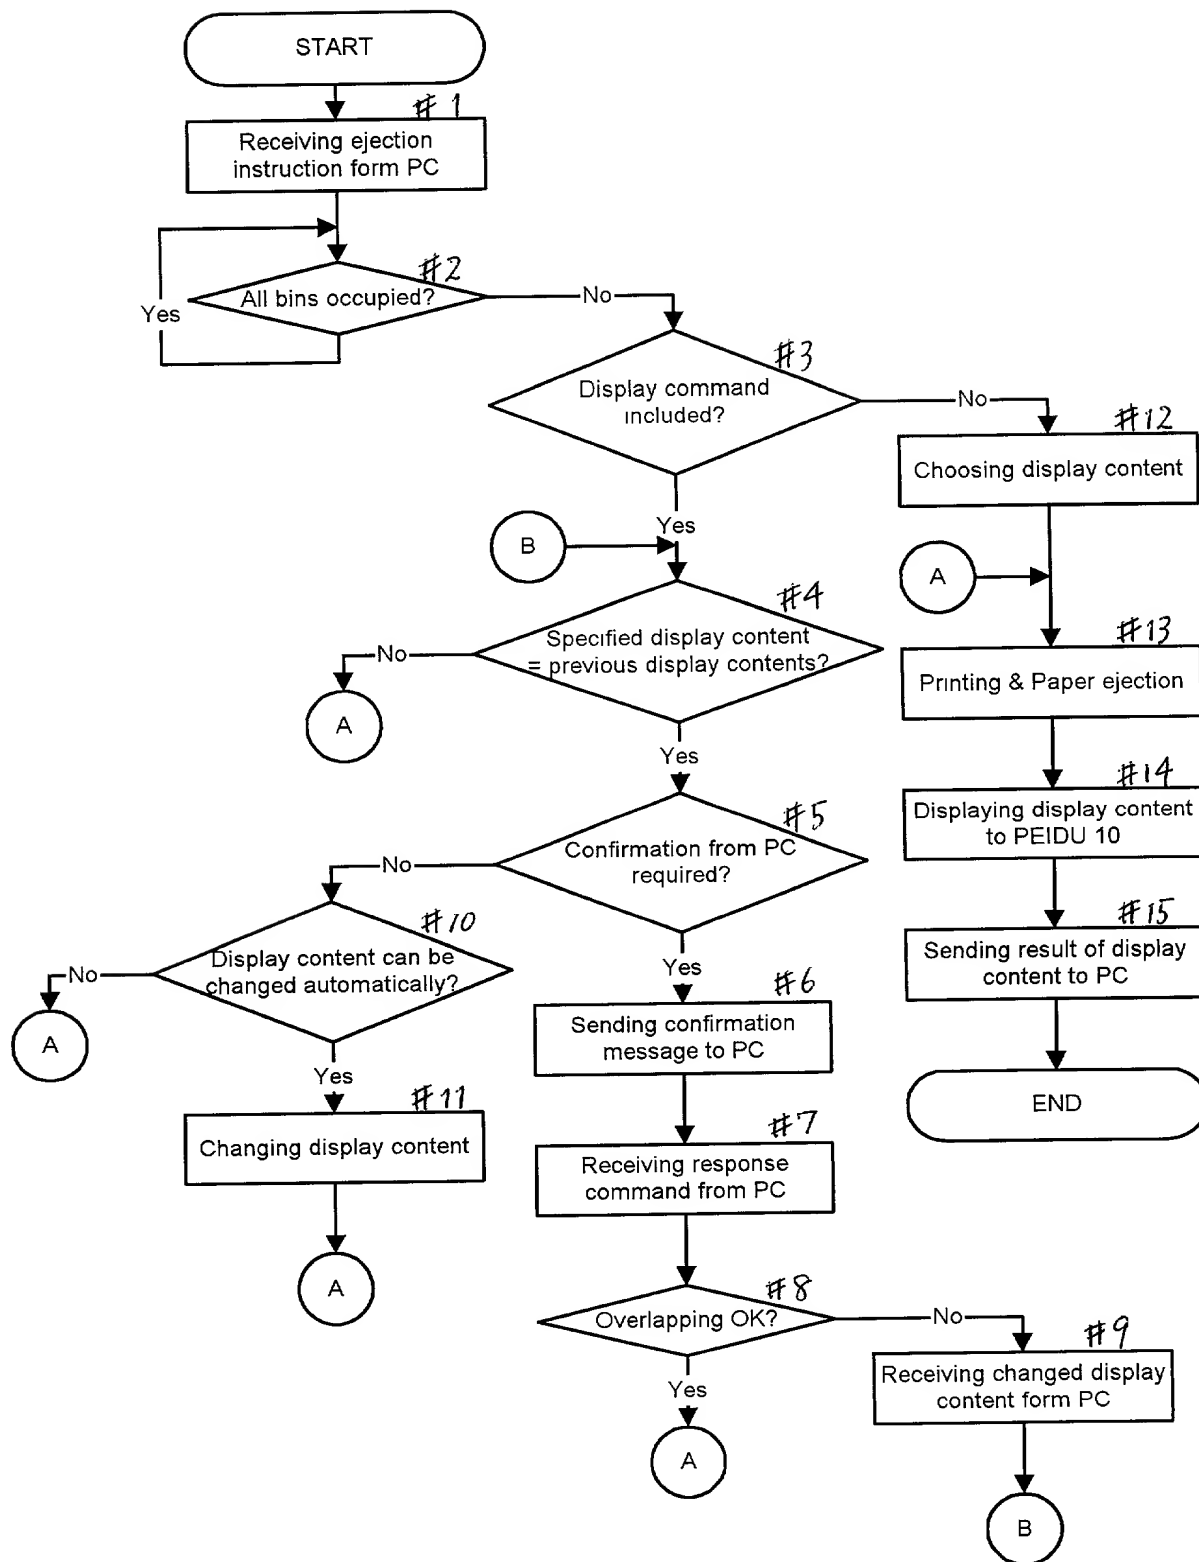 START
#1
Receiving ejection
instruction form PC
#2
All bins occupied?
Yes
No
#3
Display command
included?
No
#12
Choosing display content
Yes
B
A
#4
Specified display content
= previous display contents?
No
A
#13
Printing & Paper ejection
Yes
#14
Displaying display content
to PEIDU 10
#5
Confirmation from PC
required?
No
#10
Display content can be
changed automatically?
No
A
#15
Sending result of display
content to PC
Yes
#6
Sending confirmation
message to PC
Yes
#11
Changing display content
END
#7
Receiving response
command from PC
A
#8
Overlapping OK?
No
#9
Receiving changed display
content form PC
Yes
A
B